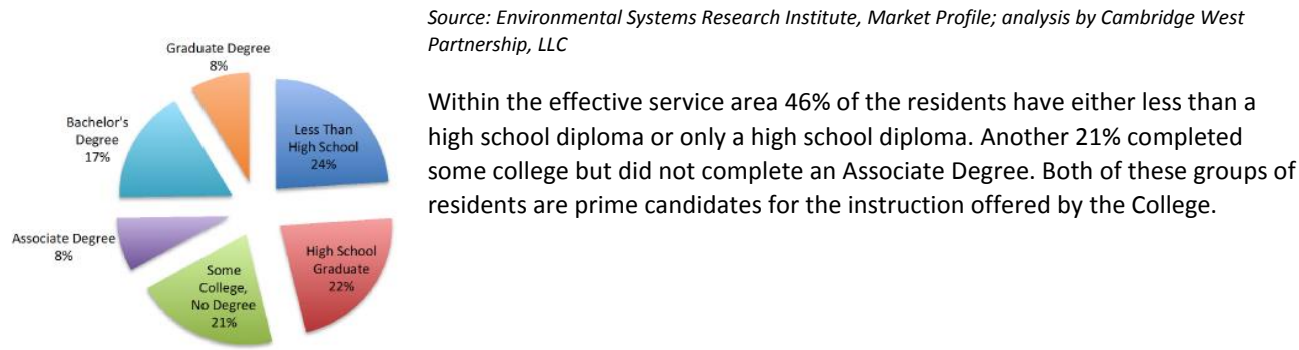 Source: Environmental Systems Research Institute, Market Profile; analysis by Cambridge West
Partnership, LLC
Within the effective service area 46% of the residents have either less than a
high school diploma or only a high school diploma. Another 21% completed
some college but did not complete an Associate Degree. Both of these groups of
residents are prime candidates for the instruction offered by the College.
Graduate Degree
8%
Less Than
High School
24%
Bachelor's
Degree
17%
Associate Degree
8%
High School
Graduate
22%
Some
College,
No Degree
21%